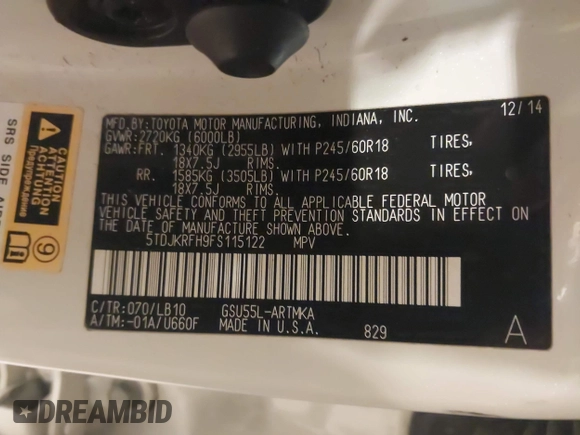 MFD.BY:TOYOTA MOTOR MANUFACTURING, INDIANA, INC. 12/14
GVWR:2720KG (6000LB)
GAWR:FRT. 1340KG (2955LB) WITH P245/60R18 TIRES,
18X7.5J RIMS.
RR. 1585KG (3505LB) WITH P245/60R18 TIRES,
18X7.5J RIMS.
THIS VEHICLE CONFORMS TO ALL APPLICABLE FEDERAL MOTOR
VEHICLE SAFETY AND THEFT PREVENTION STANDARDS IN EFFECT ON
THE DATE OF MANUFACTURE SHOWN ABOVE.
5TDJKRFH9FS115122 MPV
C/TR:070/LB10 GSU55L-ARTMKA
A/TM:-01A/U660F MADE IN U.S.A. 829 A
SRS SIDE
CAUTION
ATTENTION
ACHTUNG
9
DREAMBID